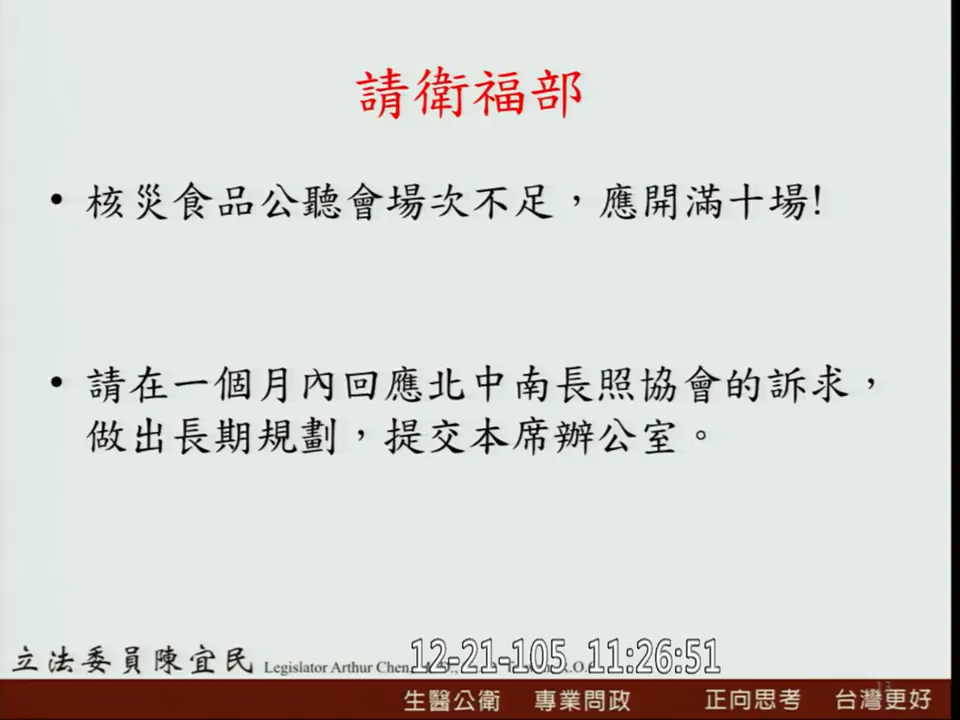 請衛福部
• 核災食品公聽會場次不足，應開滿十場!
• 請在一個月內回應北中南長照協會的訴求，
做出長期規劃，提交本席辦公室。
立法委員陳宜民 Legislator Arthur Chen,
12-21-105 11:26:51
生醫公衛 專業問政 正向思考 台灣更好
13